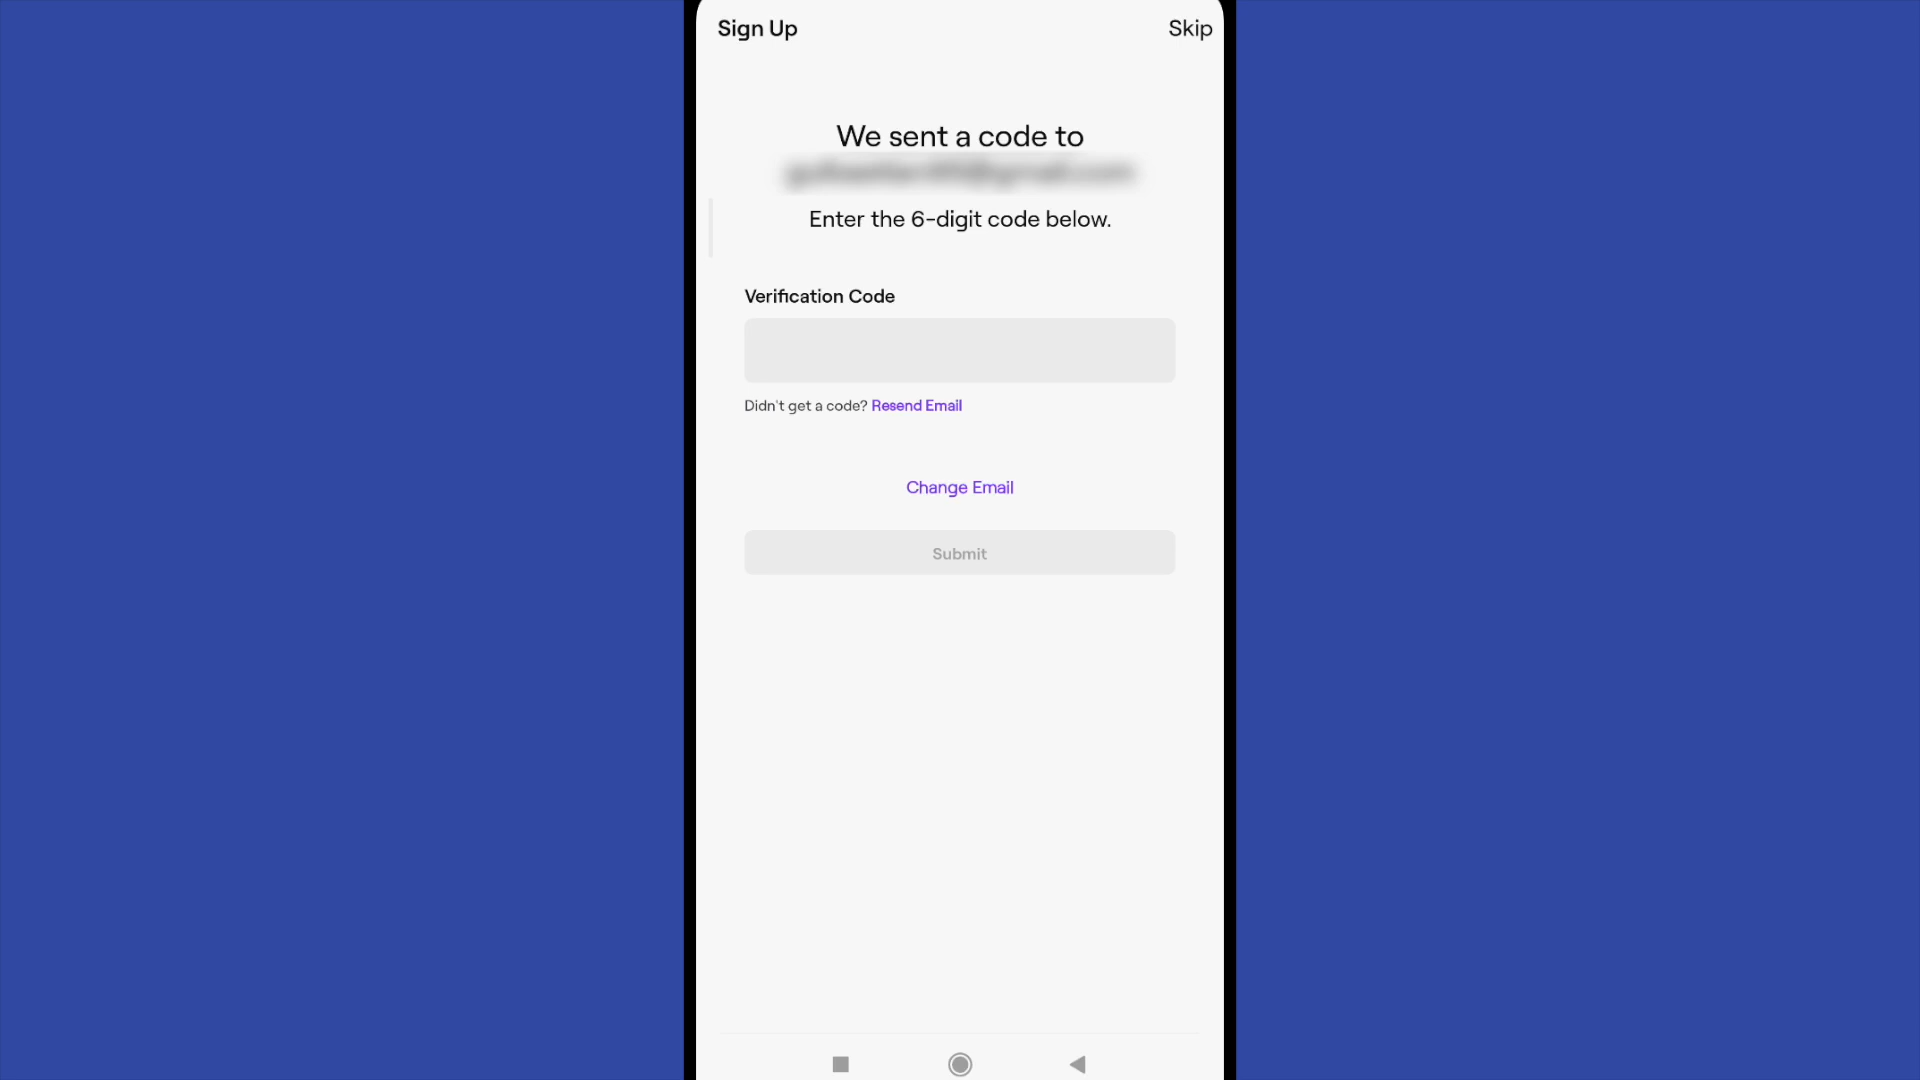 Sign Up
Skip
We sent a code to
Enter the 6-digit code below.
Verification Code
Didn't get a code? Resend Email
Change Email
Submit